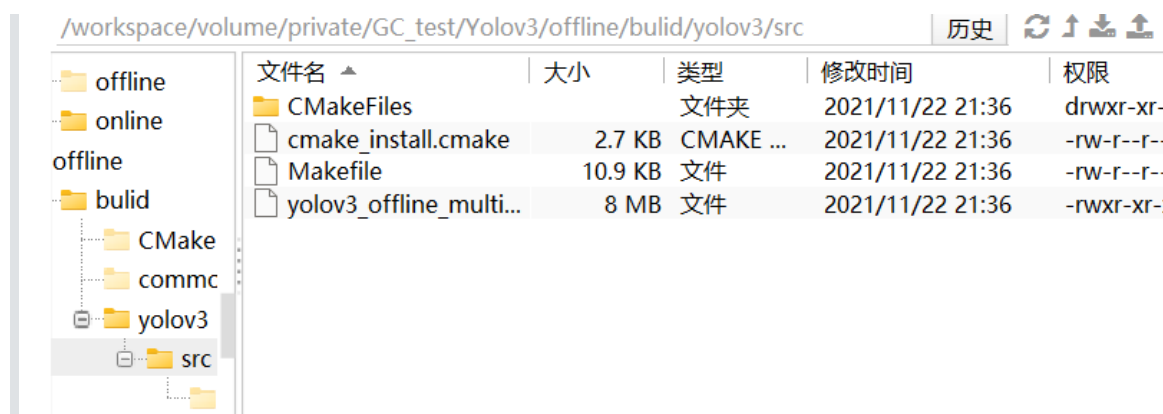 /workspace/volume/private/GC_test/Yolov3/offline/bulid/yolov3/src 历史
offline
online
offline
bulid
CMake
commc
yolov3
src
文件名 大小 类型 修改时间 权限
CMakeFiles 文件夹 2021/11/22 21:36 drwxr-xr-
cmake_install.cmake 2.7 KB CMAKE ... 2021/11/22 21:36 -rw-r--r--
Makefile 10.9 KB 文件 2021/11/22 21:36 -rw-r--r--
yolov3_offline_multi... 8 MB 文件 2021/11/22 21:36 -rwxr-xr-